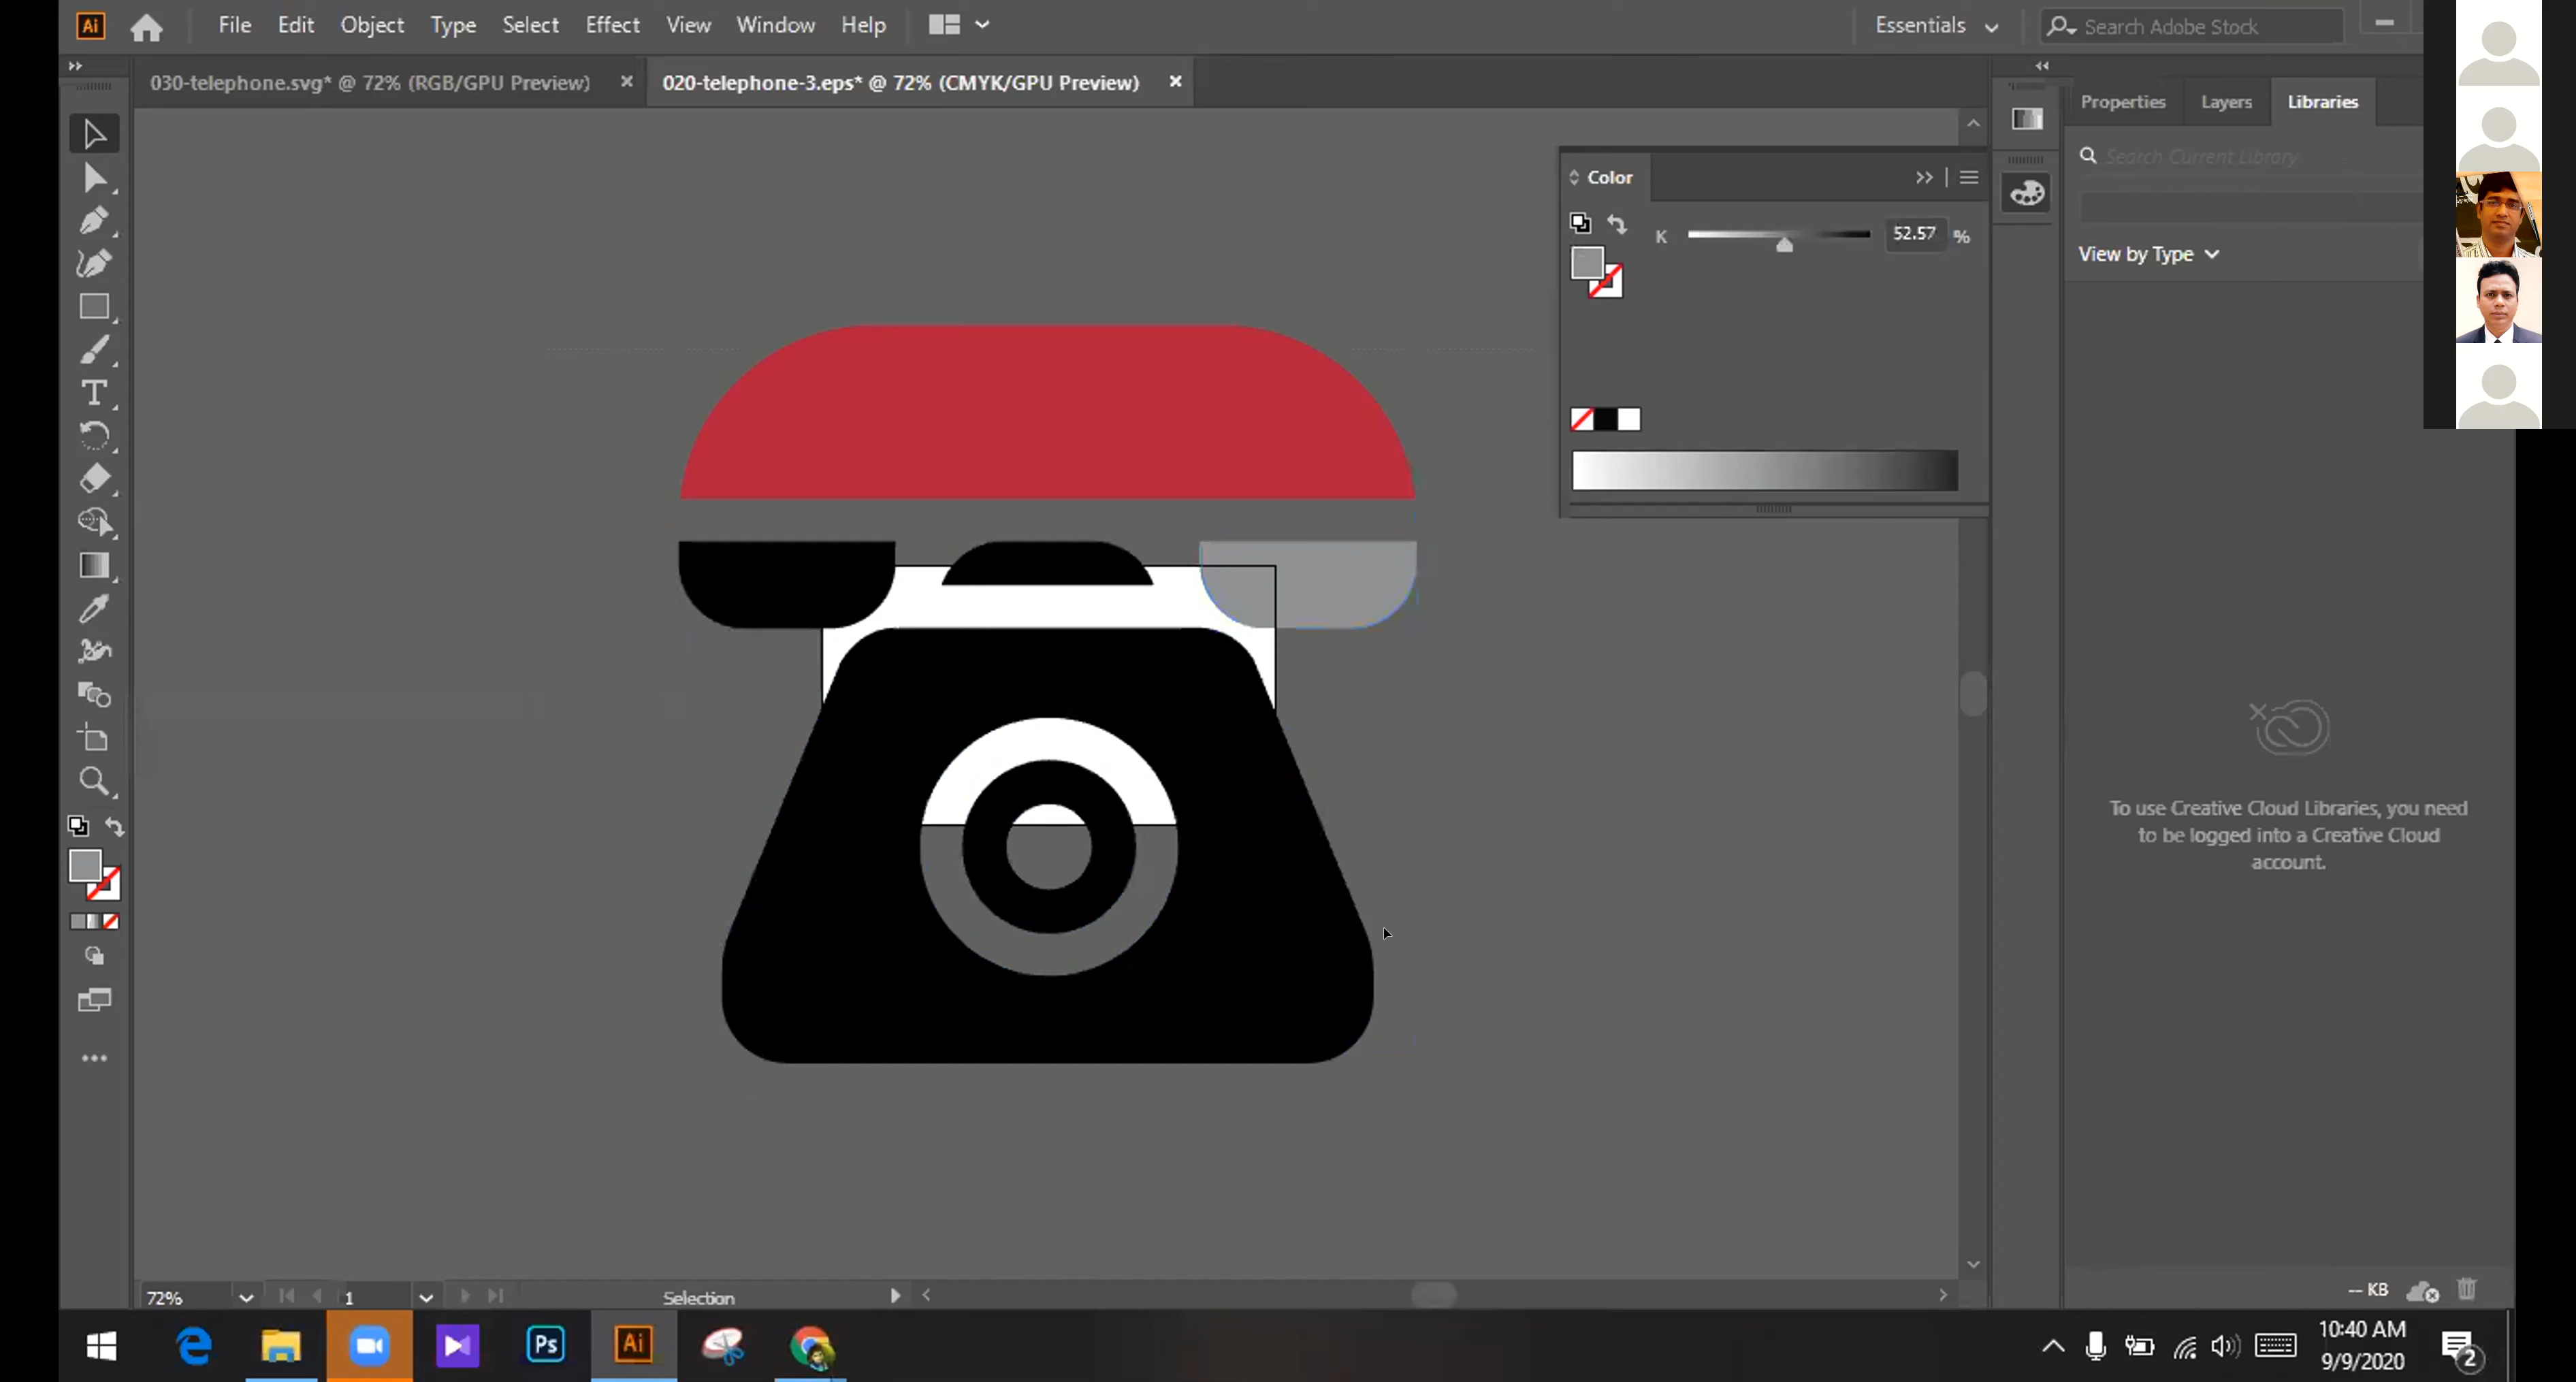 Ai File Edit Object Type Select Effect View Window Help Essentials Search Adobe Stock
030-telephone.svg* @ 72% (RGB/GPU Preview) 020-telephone-3.eps* @ 72% (CMYK/GPU Preview)
Properties Layers Libraries
Search Current Library
Color
K 52.57 %
View by Type
To use Creative Cloud Libraries, you need
to be logged into a Creative Cloud
account.
-- KB
72% 1 Selection
Ps Ai
10:40 AM
9/9/2020
2